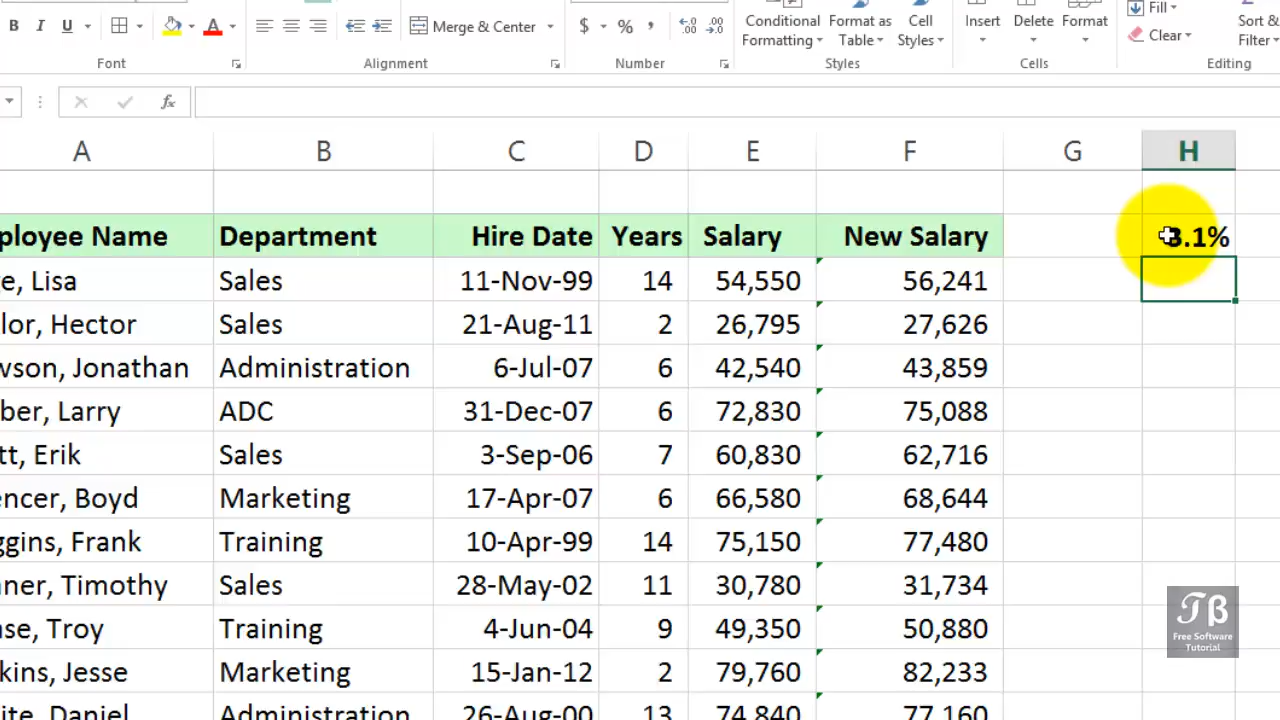 B I U A Merge & Center $ % , Conditional Formatting Format as Table Cell Styles Insert Delete Format Fill Clear Sort & Filter
Font Alignment Number Styles Cells Editing
fx
A B C D E F G H
ployee Name Department Hire Date Years Salary New Salary 3.1%
e, Lisa Sales 11-Nov-99 14 54,550 56,241
lor, Hector Sales 21-Aug-11 2 26,795 27,626
wson, Jonathan Administration 6-Jul-07 6 42,540 43,859
ber, Larry ADC 31-Dec-07 6 72,830 75,088
tt, Erik Sales 3-Sep-06 7 60,830 62,716
encer, Boyd Marketing 17-Apr-07 6 66,580 68,644
ggins, Frank Training 10-Apr-99 14 75,150 77,480
ner, Timothy Sales 28-May-02 11 30,780 31,734
ase, Troy Training 4-Jun-04 9 49,350 50,880
kins, Jesse Marketing 15-Jan-12 2 79,760 82,233
ite, Daniel Administration 26-Aug-00 13 74,840 77,160
Free Software
Tutorial